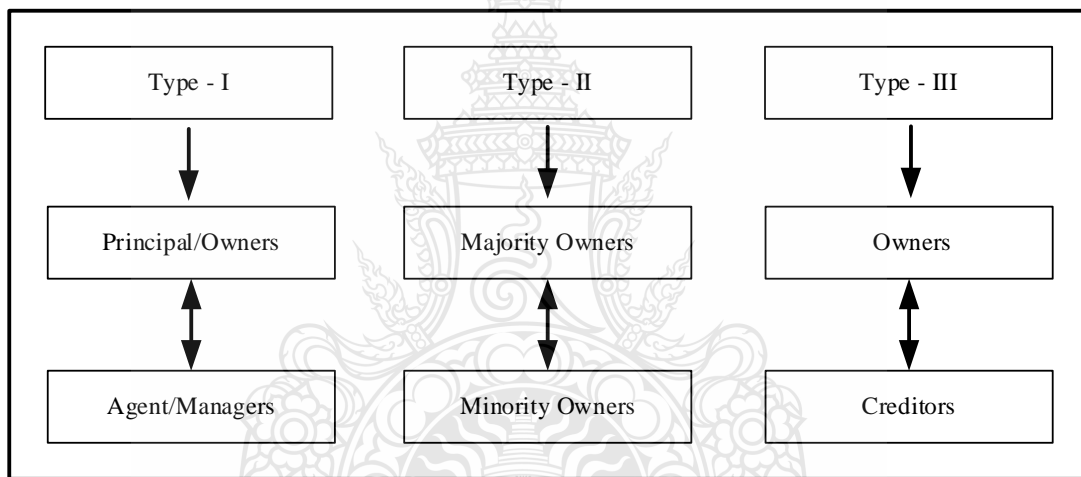 Type - I
Type - II
Type - III
Principal/Owners
Majority Owners
Owners
Agent/Managers
Minority Owners
Creditors